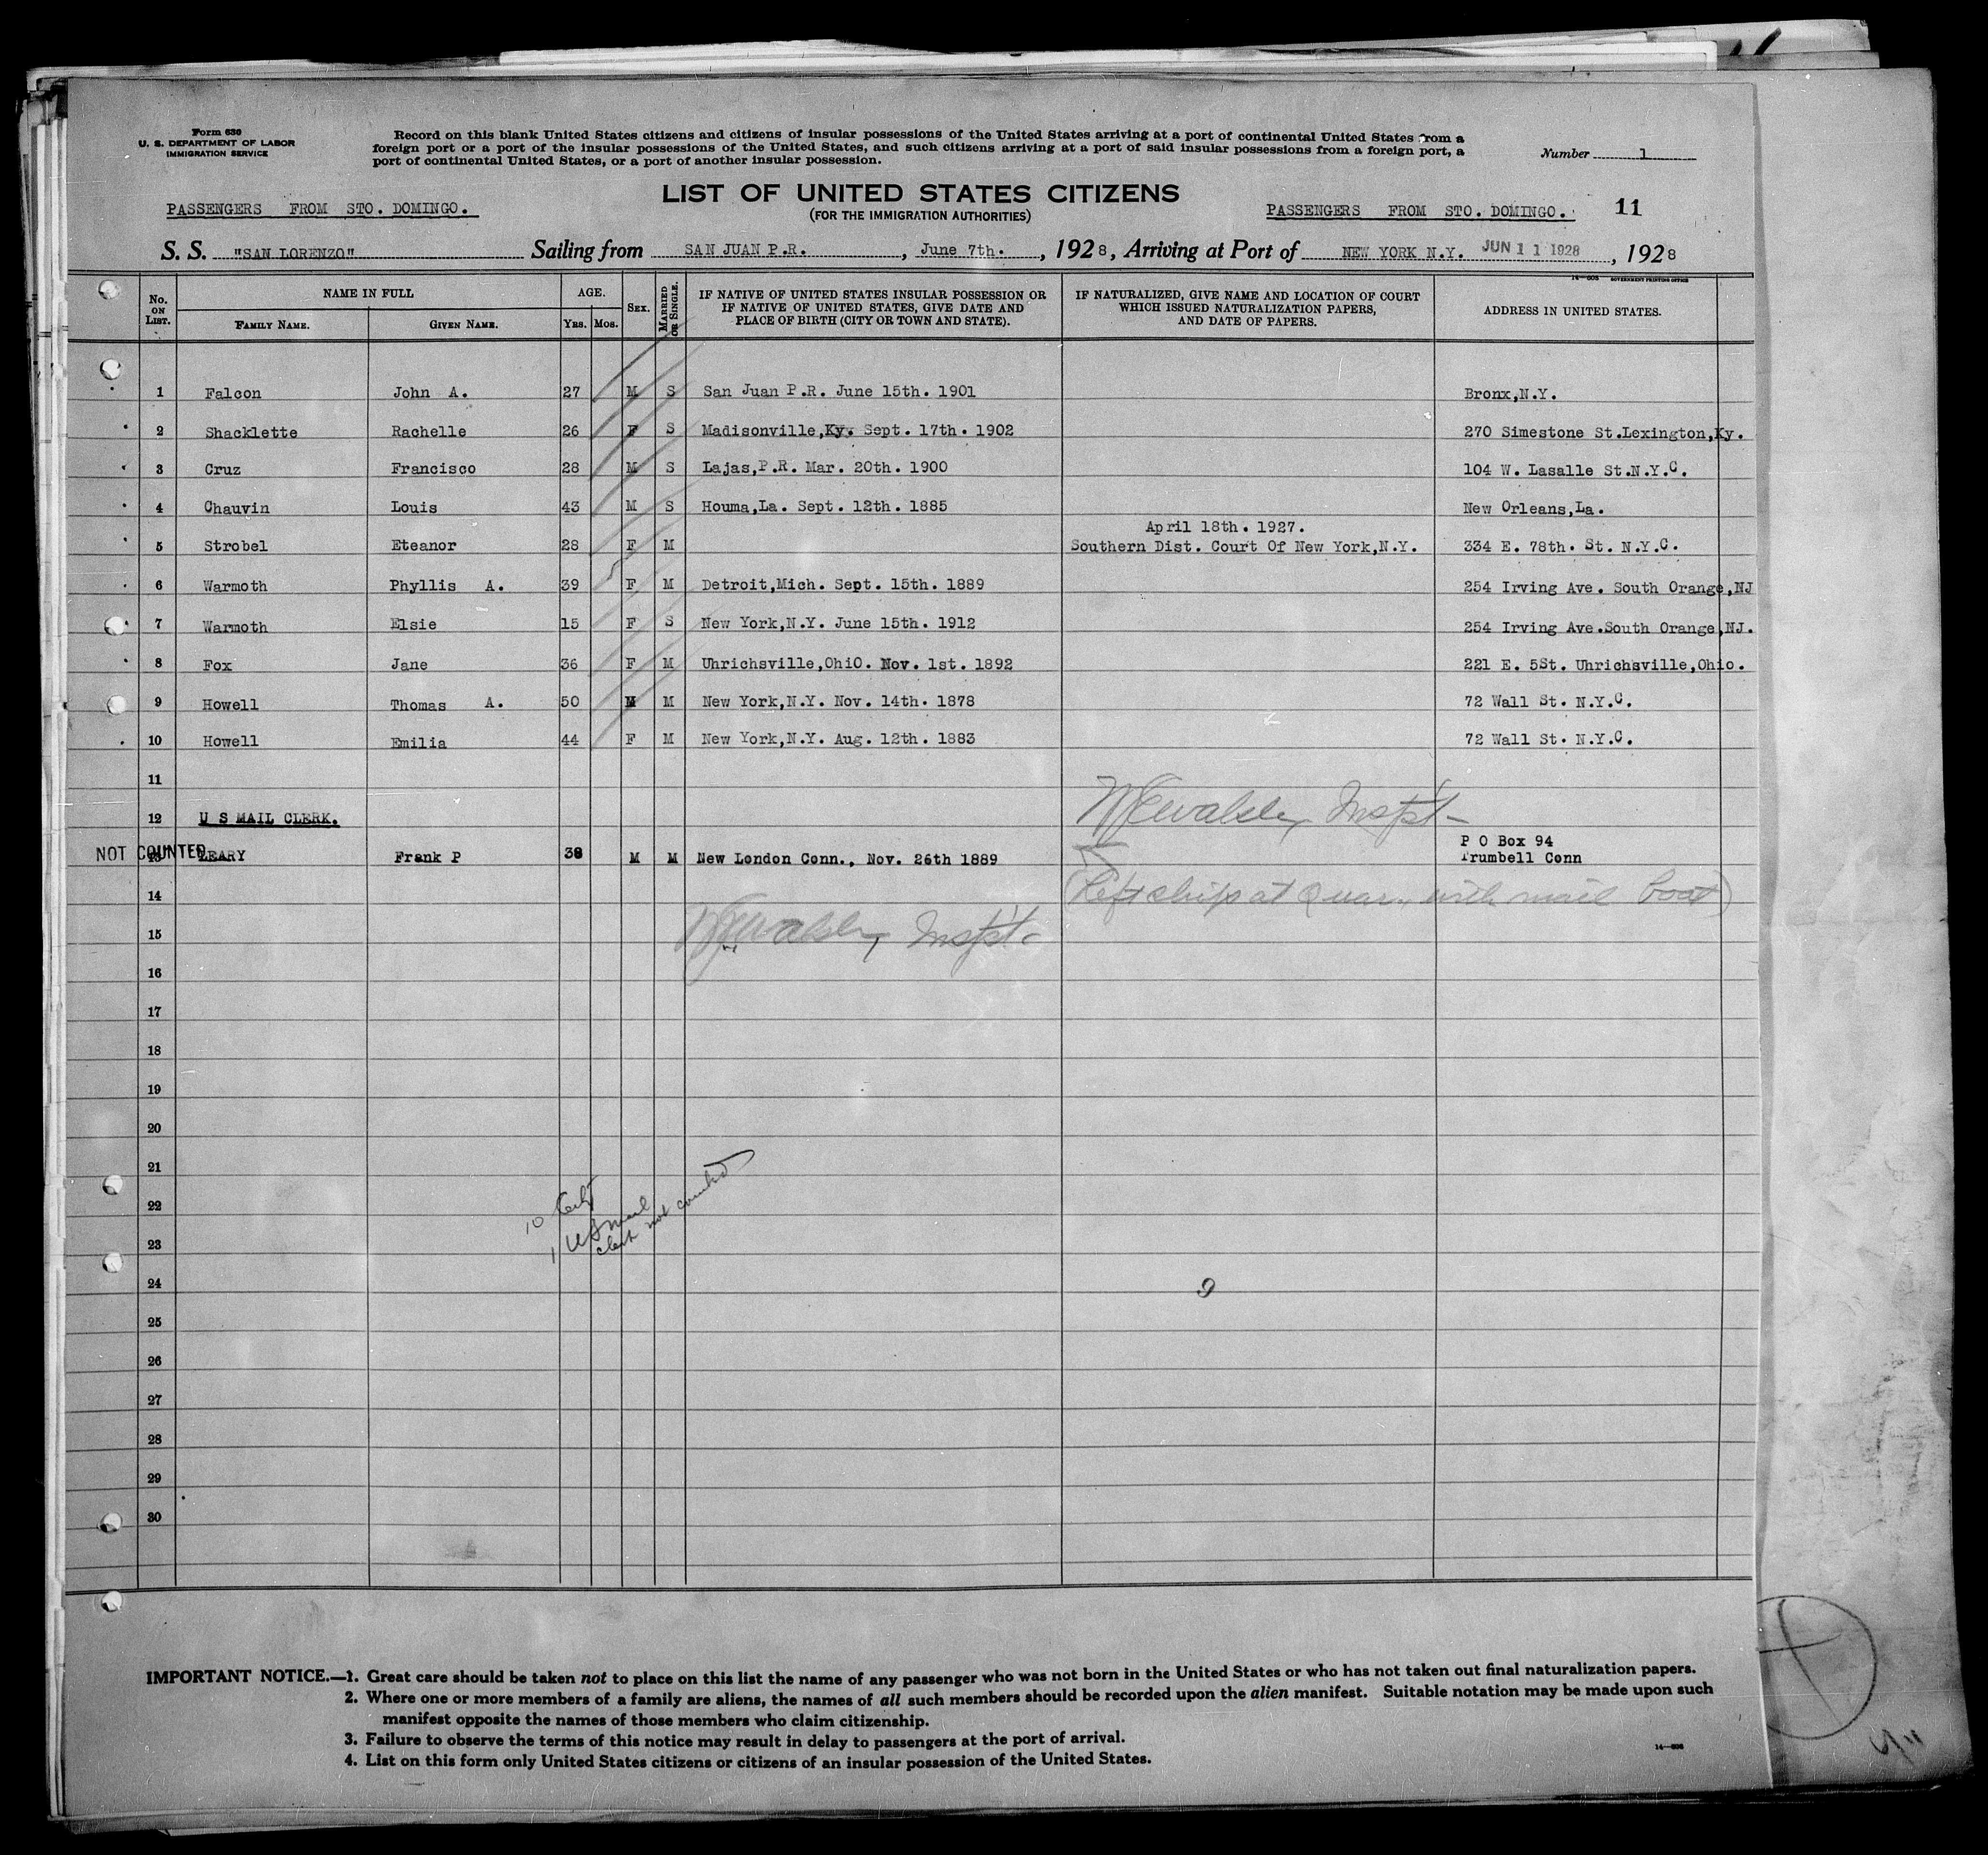 Form 630
U. S. DEPARTMENT OF LABOR
IMMIGRATION SERVICE
Record on this blank United States citizens and citizens of insular possessions of the United States arriving at a port of continental United States from a
foreign port or a port of the insular possessions of the United States, and such citizens arriving at a port of said insular possessions from a foreign port, a
port of continental United States, or a port of another insular possession.
Number 1
LIST OF UNITED STATES CITIZENS
(FOR THE IMMIGRATION AUTHORITIES)
PASSENGERS FROM STO. DOMINGO.
PASSENGERS FROM STO. DOMINGO. 11
S. S. "SAN LORENZO" Sailing from SAN JUAN P.R. , June 7th. , 1928, Arriving at Port of NEW YORK N.Y. JUN 11 1928 , 1928
14—608 GOVERNMENT PRINTING OFFICE
No. ON LIST.
NAME IN FULL
FAMILY NAME.
GIVEN NAME.
AGE.
YRS. MOS.
SEX.
MARRIED OR SINGLE.
IF NATIVE OF UNITED STATES INSULAR POSSESSION OR
IF NATIVE OF UNITED STATES, GIVE DATE AND
PLACE OF BIRTH (CITY OR TOWN AND STATE).
IF NATURALIZED, GIVE NAME AND LOCATION OF COURT
WHICH ISSUED NATURALIZATION PAPERS,
AND DATE OF PAPERS.
ADDRESS IN UNITED STATES.
1 Falcon John A. 27 M S San Juan P.R. June 15th. 1901 Bronx,N.Y.
2 Shacklette Rachelle 26 F S Madisonville,Ky. Sept. 17th. 1902 270 Simestone St.Lexington,Ky.
3 Cruz Francisco 28 M S Lajas,P.R. Mar. 20th. 1900 104 W. Lasalle St.N.Y.C.
4 Chauvin Louis 43 M S Houma,La. Sept. 12th. 1885 New Orleans,La.
April 18th. 1927.
5 Strobel Eteanor 28 F M Southern Dist. Court Of New York,N.Y. 334 E. 78th. St. N.Y.C.
6 Warmoth Phyllis A. 39 F M Detroit,Mich. Sept. 15th. 1889 254 Irving Ave. South Orange,NJ
7 Warmoth Elsie 15 F S New York,N.Y. June 15th. 1912 254 Irving Ave.South Orange,NJ.
8 Fox Jane 36 F M Uhrichsville,OhiO. Nov. 1st. 1892 221 E. 5St. Uhrichsville,Ohio.
9 Howell Thomas A. 50 M M New York,N.Y. Nov. 14th. 1878 72 Wall St. N.Y.C.
10 Howell Emilia 44 F M New York,N.Y. Aug. 12th. 1883 72 Wall St. N.Y.C.
11
12 U S MAIL CLERK. Inspt-
P O Box 94
NOT COUNTED 13 LEARY Frank P 38 M M New London Conn., Nov. 26th 1889 Trumbell Conn
14 (Left ship at Quar., with mail boat)
15 Inspt-
16
17
18
19
20
21
22 10
23 1 US Mail
clerk not counted
24
25
26
27
28
29
30
IMPORTANT NOTICE.—1. Great care should be taken not to place on this list the name of any passenger who was not born in the United States or who has not taken out final naturalization papers.
2. Where one or more members of a family are aliens, the names of all such members should be recorded upon the alien manifest. Suitable notation may be made upon such
manifest opposite the names of those members who claim citizenship.
3. Failure to observe the terms of this notice may result in delay to passengers at the port of arrival.
4. List on this form only United States citizens or citizens of an insular possession of the United States.